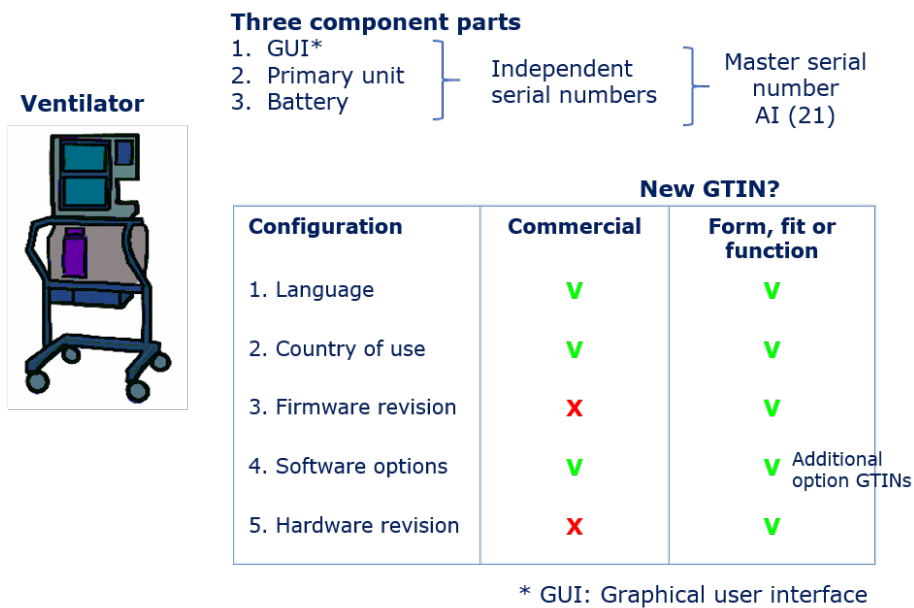 Three component parts
1. GUI*
2. Primary unit
3. Battery
Independent
serial numbers
Master serial
number
AI (21)
Ventilator
New GTIN?
Configuration
Commercial
Form, fit or
function
1. Language
V
V
2. Country of use
V
V
3. Firmware revision
X
V
4. Software options
V
V
Additional
option GTINs
5. Hardware revision
X
V
* GUI: Graphical user interface